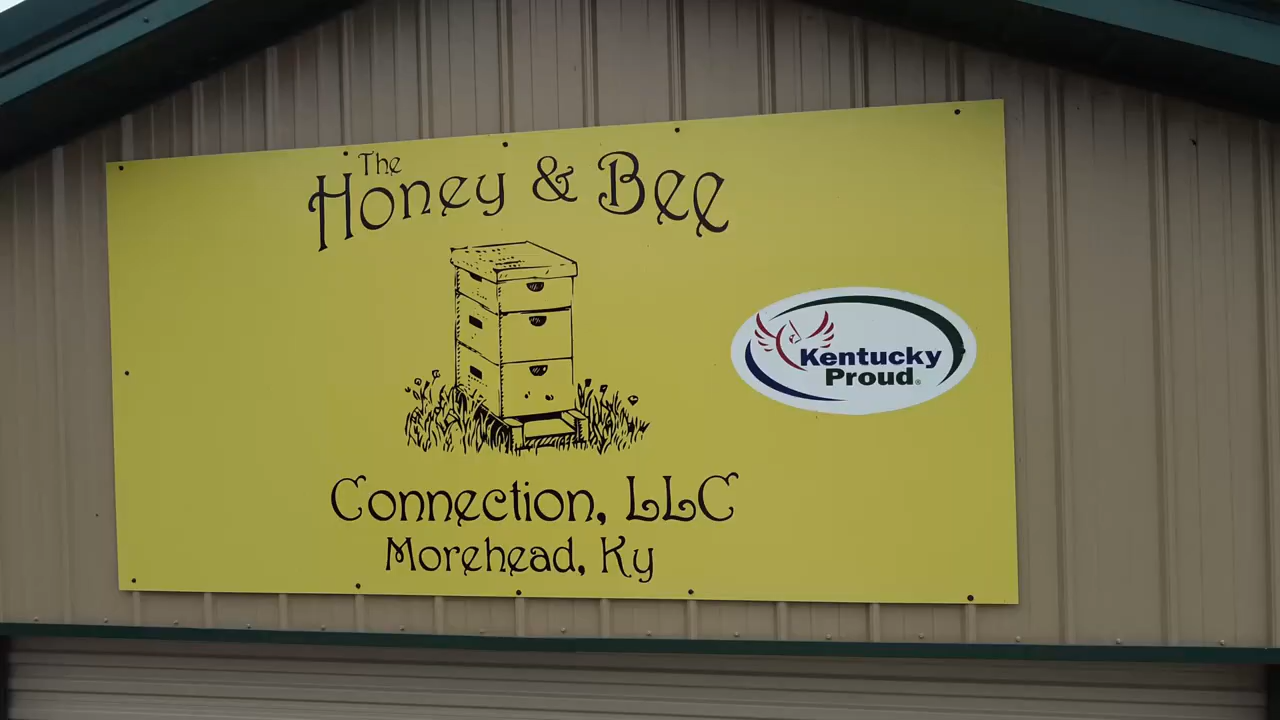 The
Honey & Bee
Kentucky
Proud®
Connection, LLC
Morehead, Ky